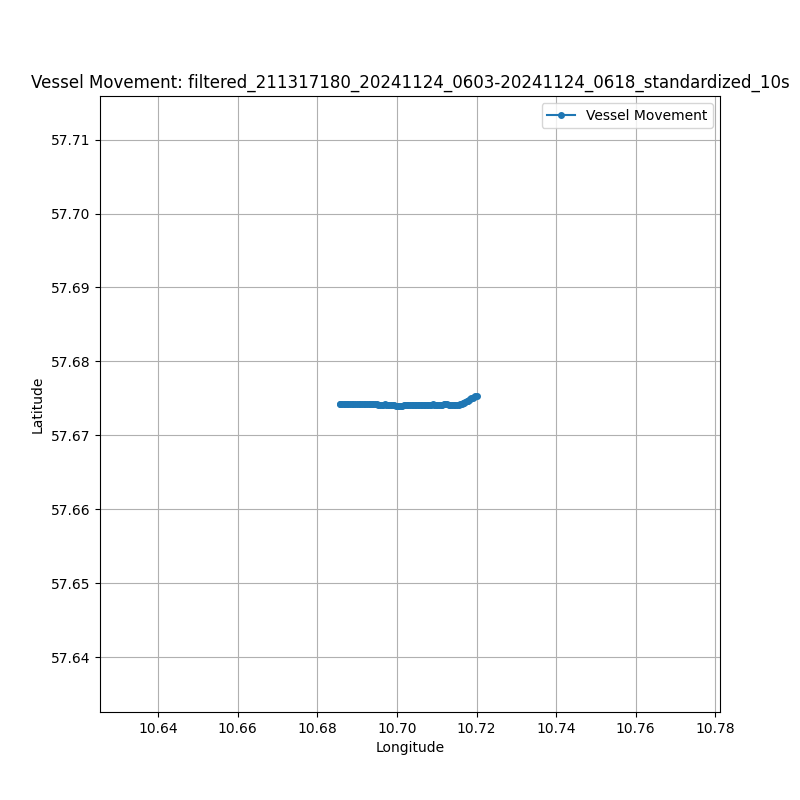 Vessel Movement: filtered_211317180_20241124_0603-20241124_0618_standardized_10s
Vessel Movement
57.71
57.70
57.69
57.68
57.67
57.66
57.65
57.64
Latitude
10.64 10.66 10.68 10.70 10.72 10.74 10.76 10.78
Longitude